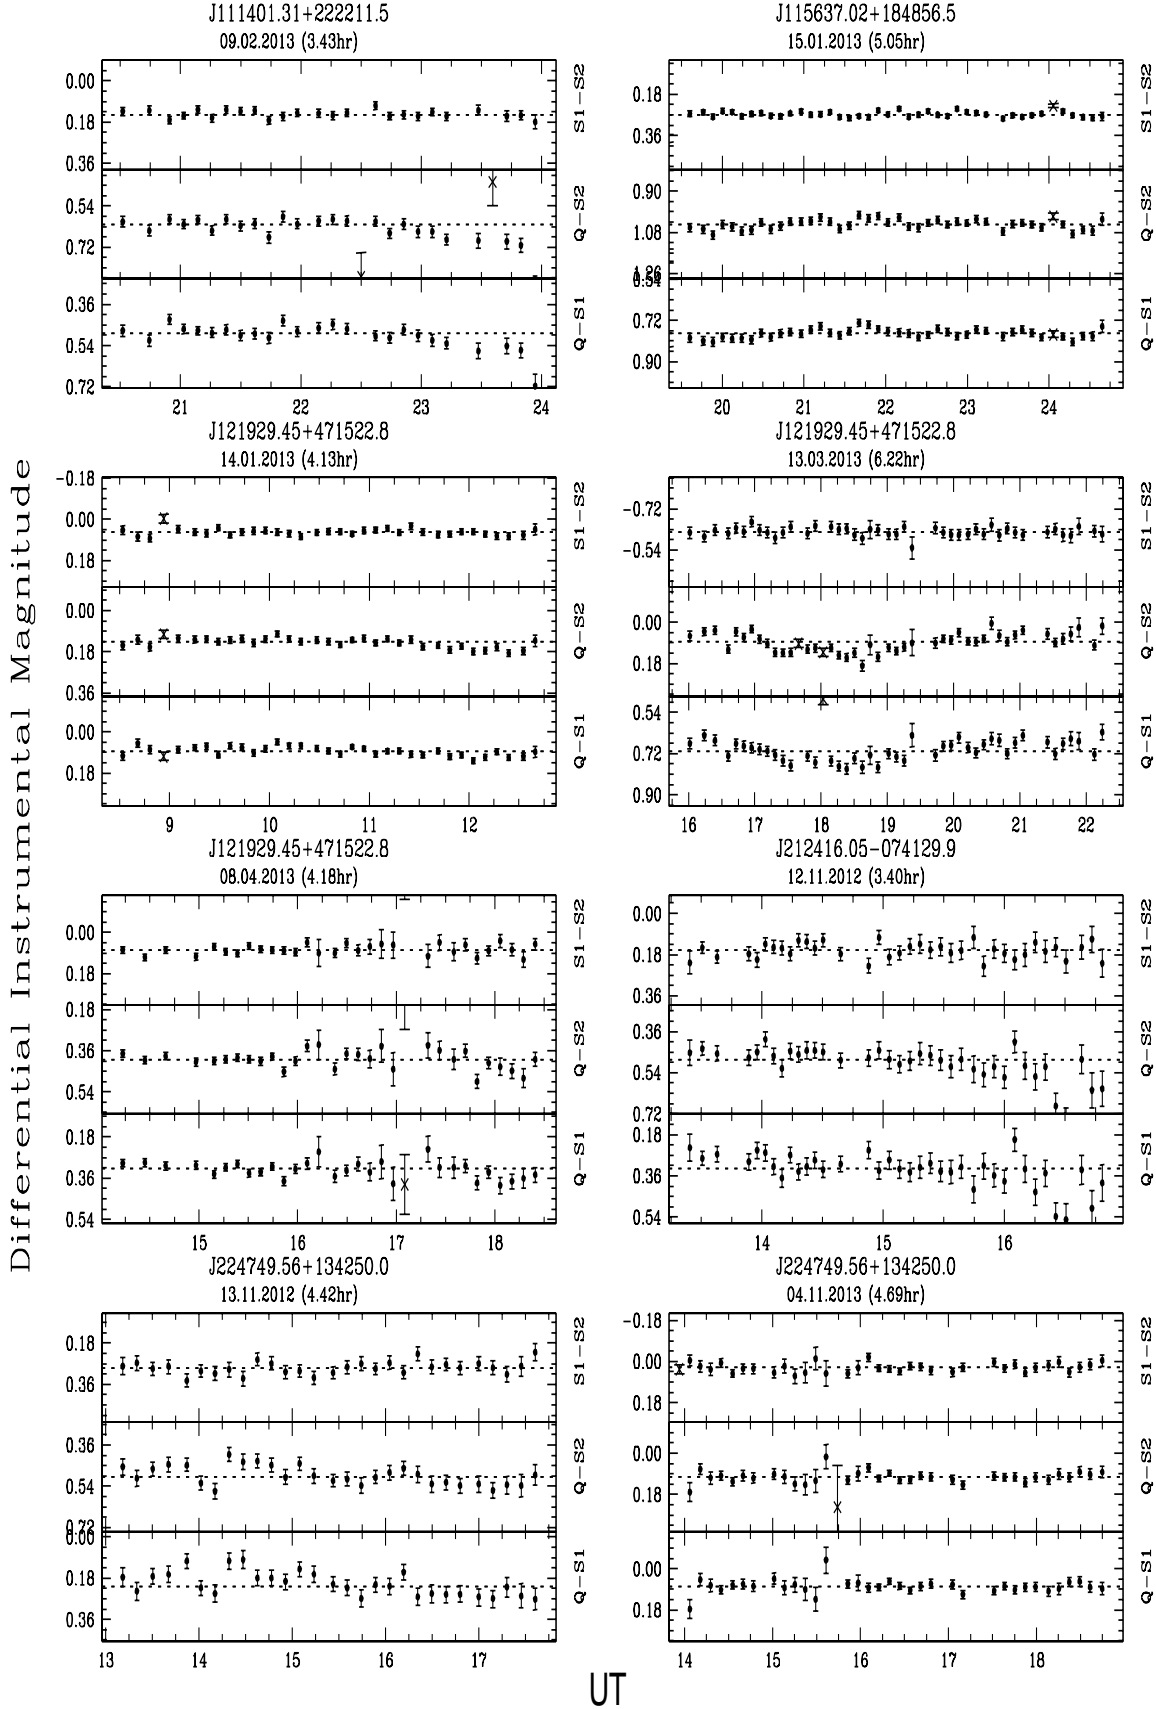 Differential Instrumental Magnitude
J111401.31+222211.5
09.02.2013 (3.43hr)
0.00
0.18
0.36
S1-S2
0.54
0.72
Q-S2
0.36
0.54
0.72
Q-S1
21 22 23 24
J115637.02+184856.5
15.01.2013 (5.05hr)
0.18
0.36
S1-S2
0.90
1.08
1.26
Q-S2
0.54
0.72
0.90
Q-S1
20 21 22 23 24
J121929.45+471522.8
14.01.2013 (4.13hr)
-0.18
0.00
0.18
S1-S2
0.00
0.18
0.36
Q-S2
0.00
0.18
Q-S1
9 10 11 12
J121929.45+471522.8
13.03.2013 (6.22hr)
-0.72
-0.54
S1-S2
0.00
0.18
Q-S2
0.54
0.72
0.90
Q-S1
16 17 18 19 20 21 22
J121929.45+471522.8
08.04.2013 (4.18hr)
0.00
0.18
S1-S2
0.18
0.36
0.54
Q-S2
0.18
0.36
0.54
Q-S1
15 16 17 18
J212416.05-074129.9
12.11.2012 (3.40hr)
0.00
0.18
0.36
S1-S2
0.36
0.54
0.72
Q-S2
0.18
0.36
0.54
Q-S1
14 15 16
J224749.56+134250.0
13.11.2012 (4.42hr)
0.18
0.36
S1-S2
0.36
0.54
0.72
Q-S2
0.00
0.18
0.36
Q-S1
13 14 15 16 17
J224749.56+134250.0
04.11.2013 (4.69hr)
-0.18
0.00
0.18
S1-S2
0.00
0.18
Q-S2
0.00
0.18
Q-S1
14 15 16 17 18
UT